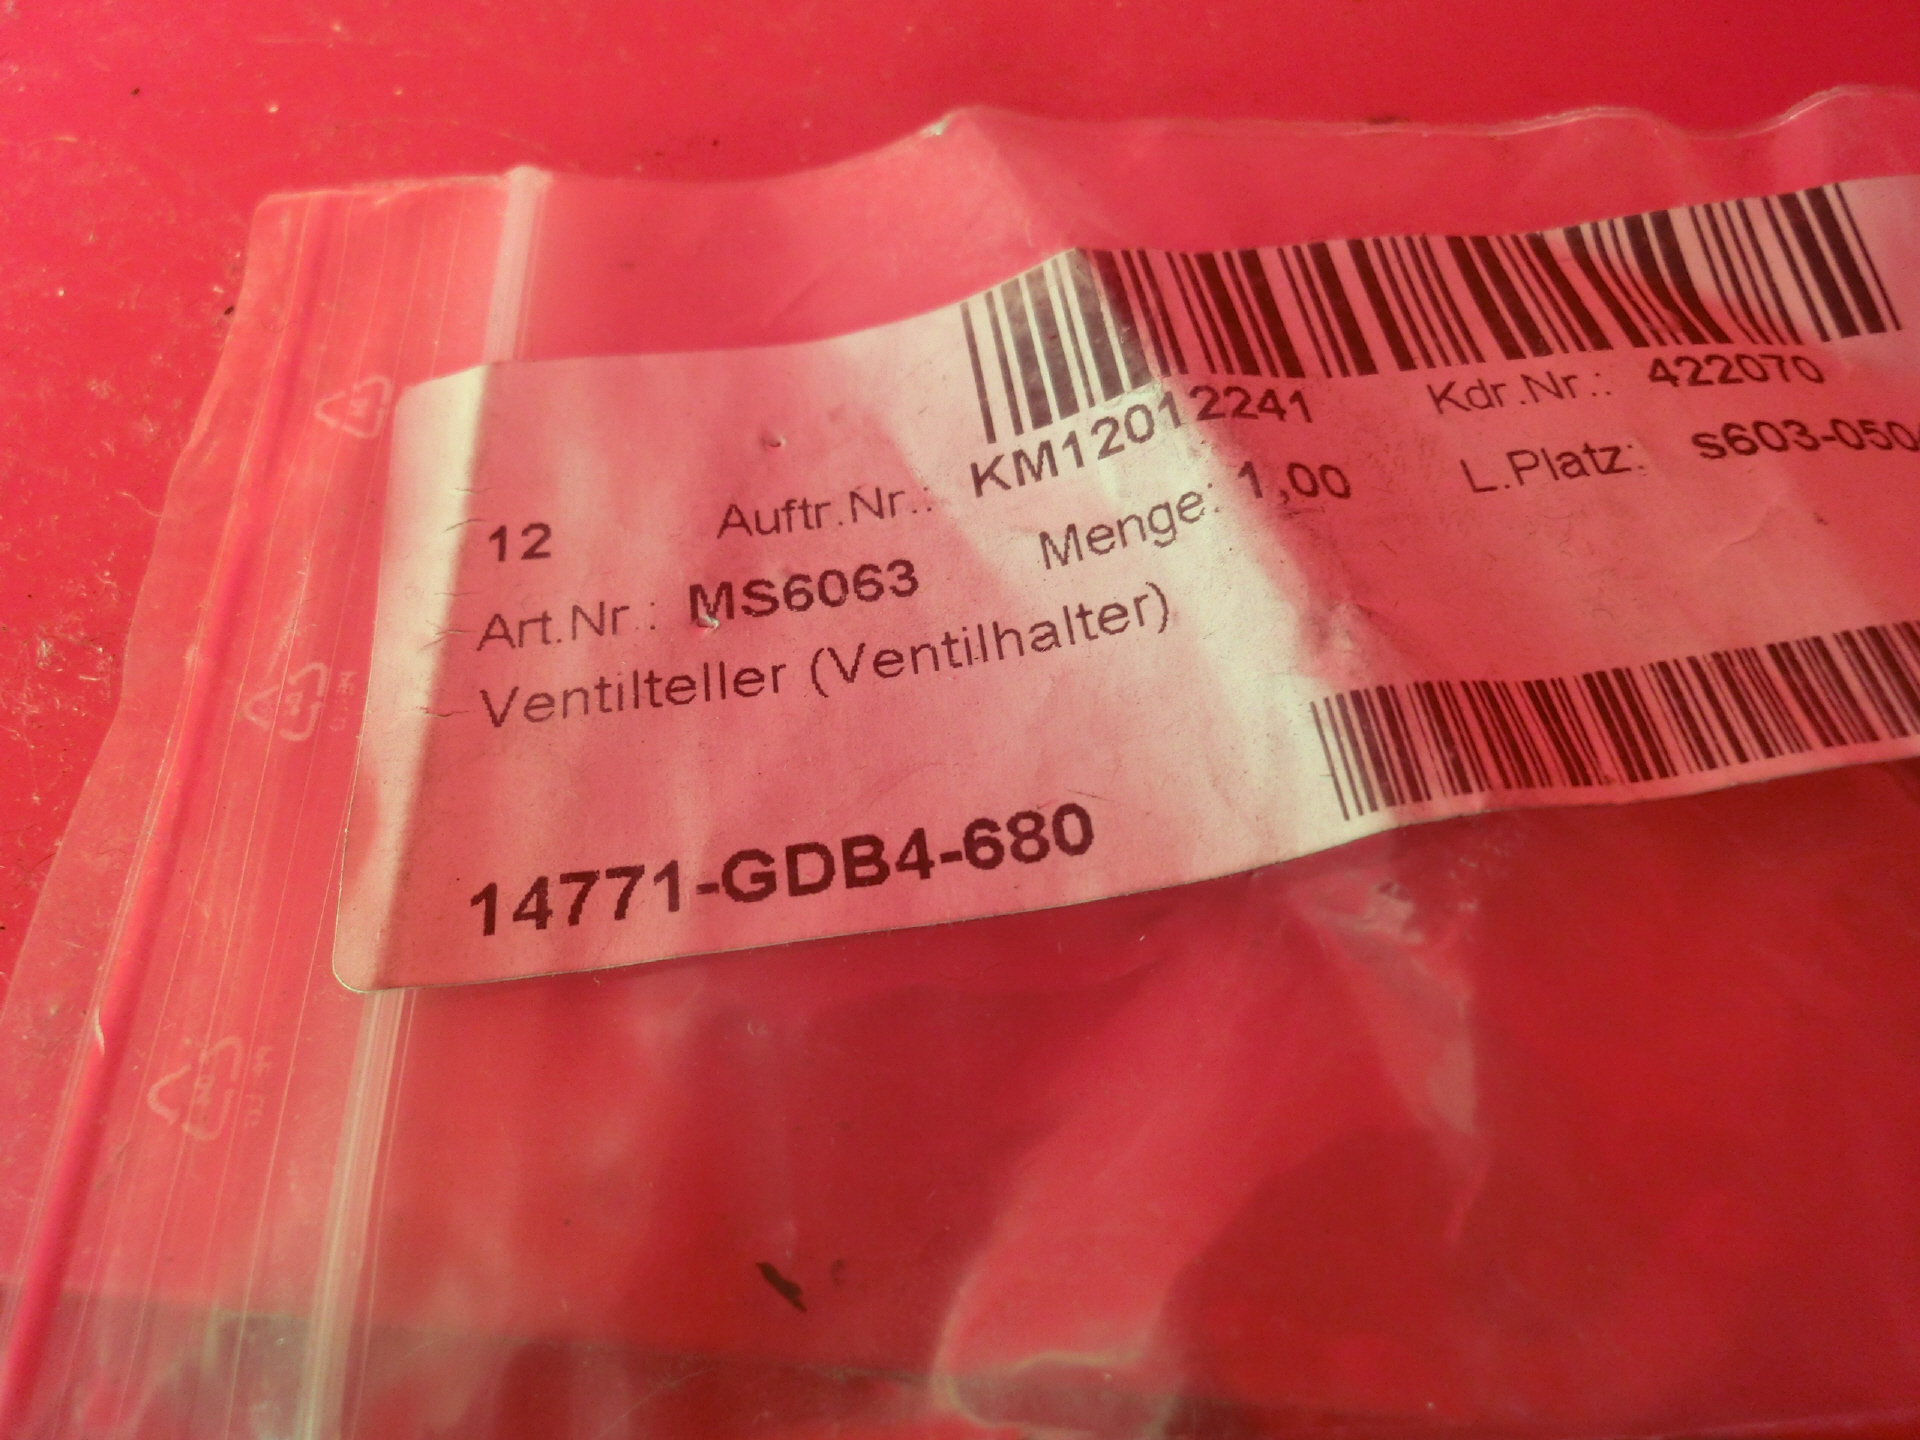 12 Auftr.Nr.: KM12012241 Kdr.Nr.: 422070
Art.Nr.: MS6063 Menge: 1,00 L.Platz: s603-050
Ventilteller (Ventilhalter)
14771-GDB4-680